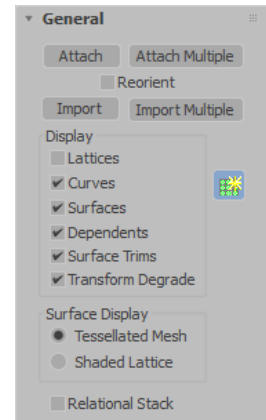 General
Attach Attach Multiple
Reorient
Import Import Multiple
Display
Lattices
Curves
Surfaces
Dependents
Surface Trims
Transform Degrade
Surface Display
Tessellated Mesh
Shaded Lattice
Relational Stack